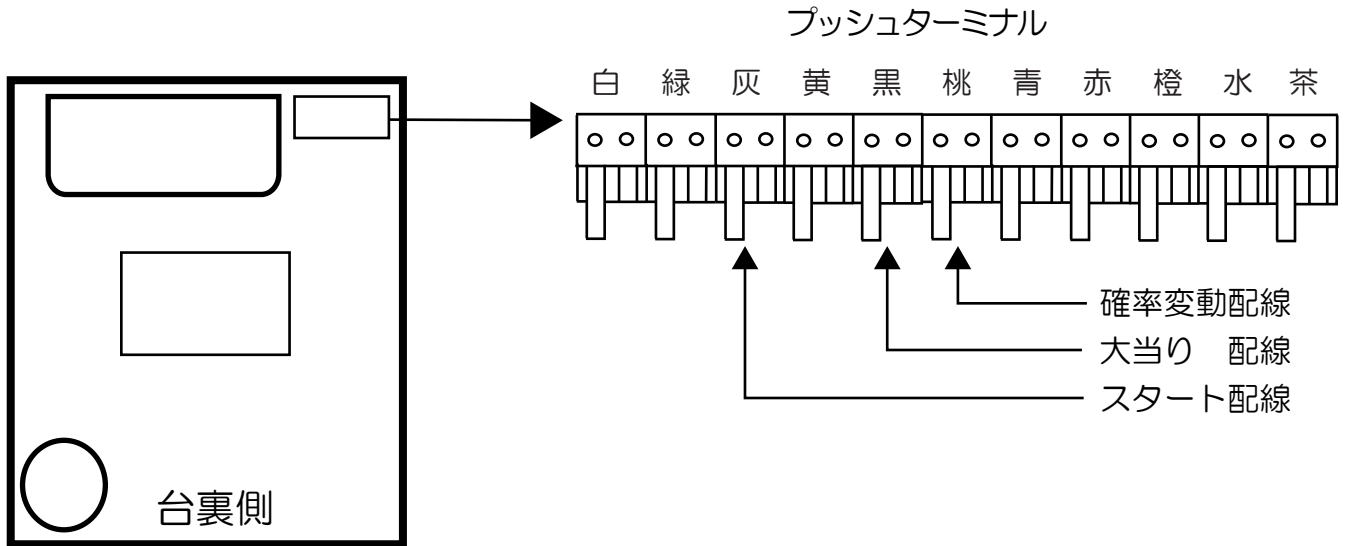 プッシュターミナル
白 緑 灰 黄 黒 桃 青 赤 橙 水 茶
確率変動配線
大当り 配線
スタート配線
台裏側